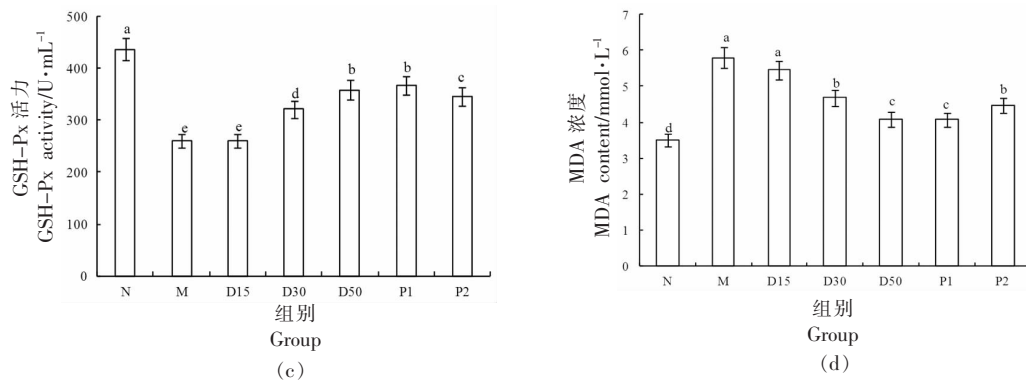 GSH-Px 活力
GSH-Px activity/U·mL⁻¹
500
400
300
200
100
0
a
e
e
d
b
b
c
N M D15 D30 D50 P1 P2
组别
Group
(c)
MDA 浓度
MDA content/mmol·L⁻¹
7
6
5
4
3
2
1
0
d
a
a
b
c
c
b
N M D15 D30 D50 P1 P2
组别
Group
(d)